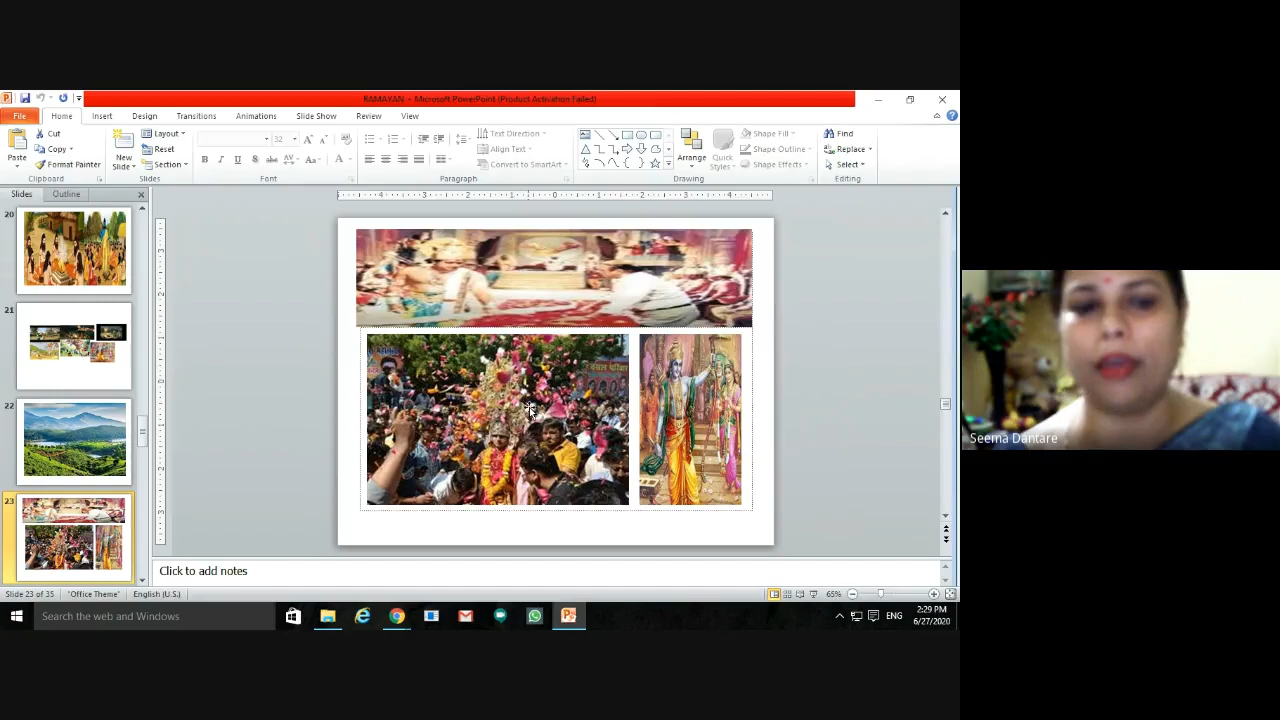 RAMAYAN - Microsoft PowerPoint (Product Activation Failed)
File Home Insert Design Transitions Animations Slide Show Review View
Paste
Cut
Copy
Format Painter
Clipboard
New Slide
Layout
Reset
Section
Slides
32
Font
Text Direction
Align Text
Convert to SmartArt
Paragraph
Arrange
Quick Styles
Shape Fill
Shape Outline
Shape Effects
Drawing
Find
Replace
Select
Editing
Slides Outline
20
21
22
23
Click to add notes
Slide 23 of 35 "Office Theme" English (U.S.) 65%
Search the web and Windows
ENG
2:29 PM
6/27/2020
Seema Dantare